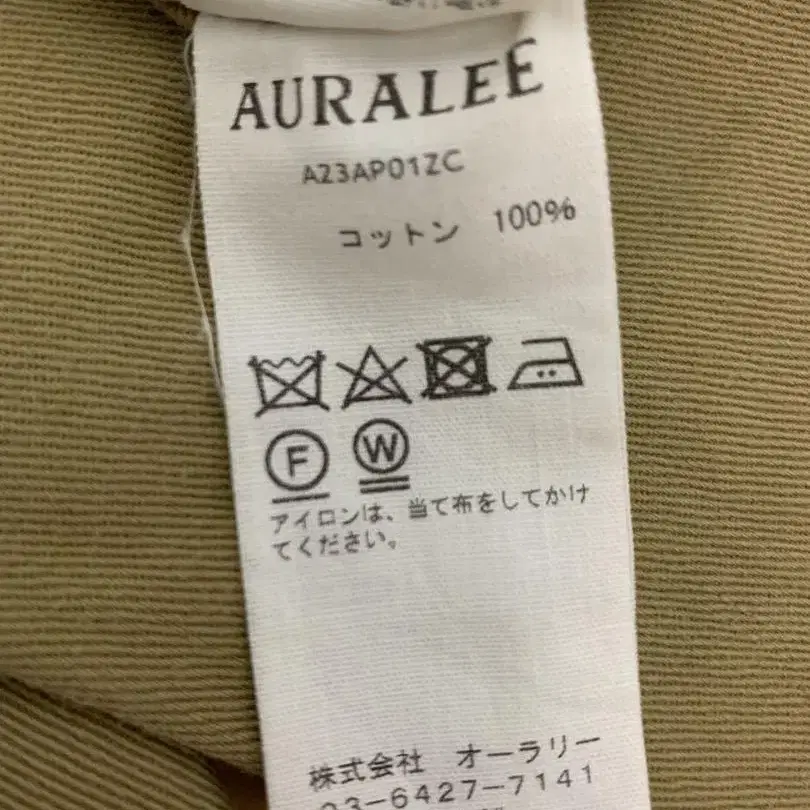 AURALEE
A23AP01ZC
コットン 100%
F W
アイロンは、当て布をしてかけ
てください。
株式会社 オーラリー
03-6427-7141